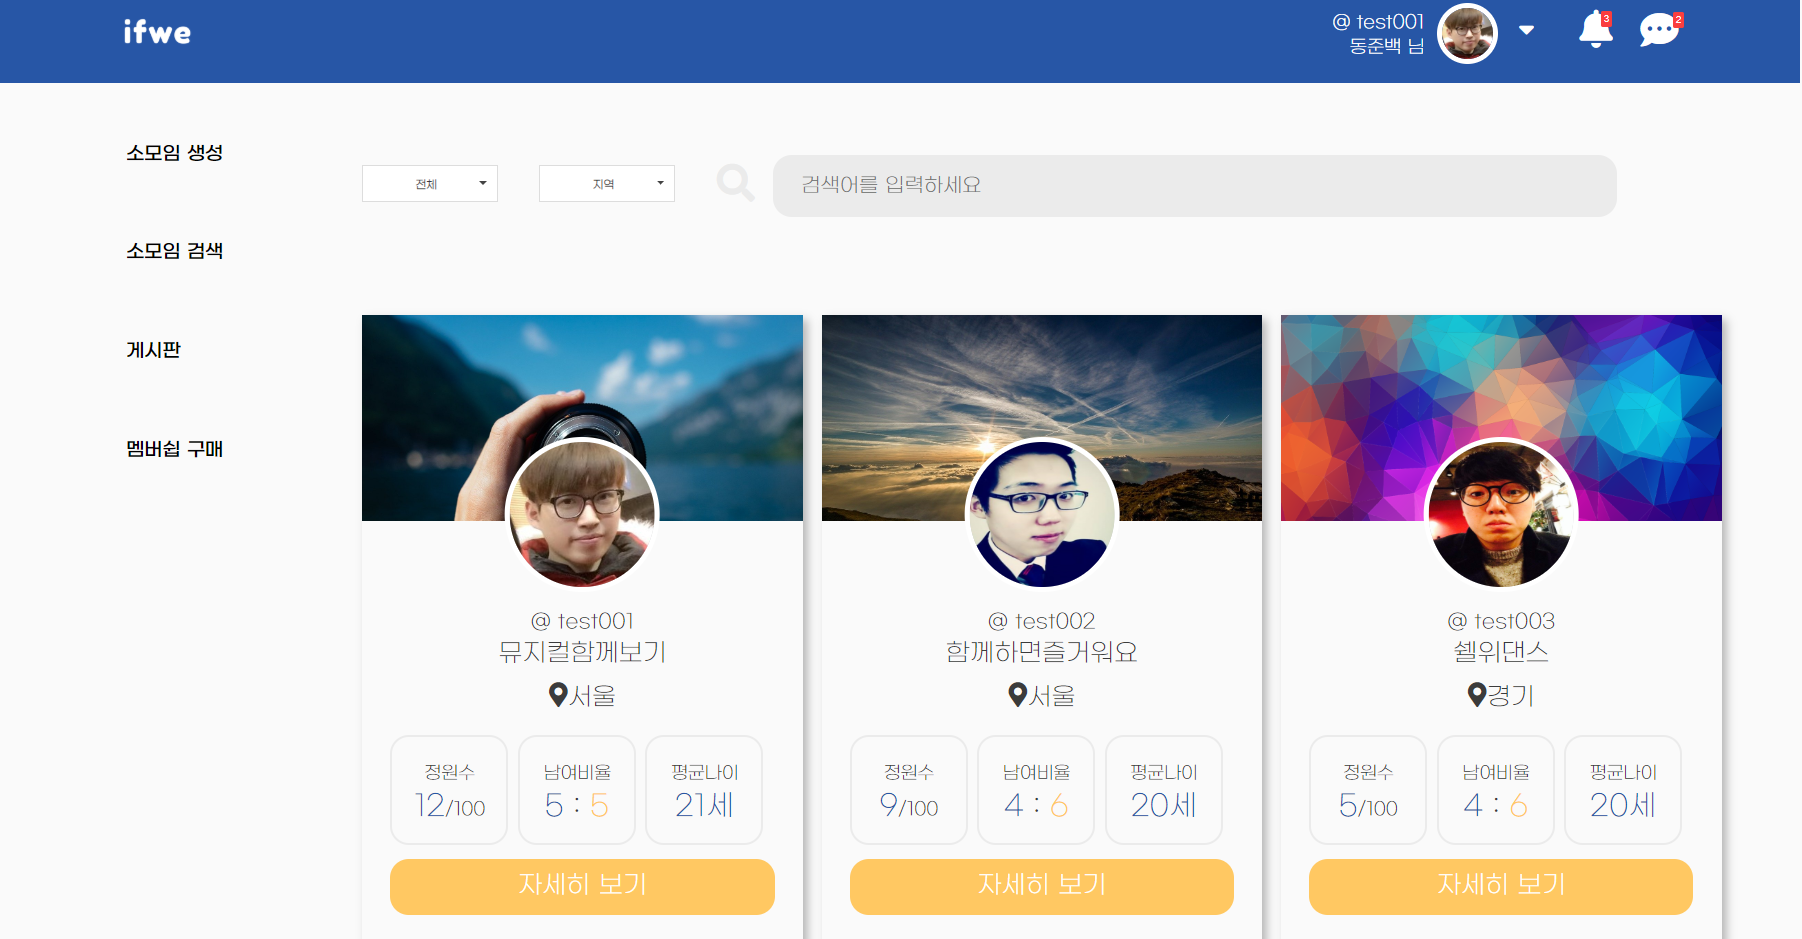 ifwe
@ test001
동준백 님
3
2
소모임 생성
소모임 검색
게시판
멤버쉽 구매
전체
지역
검색어를 입력하세요
@ test001
뮤지컬함께보기
서울
정원수
12/100
남여비율
5 : 5
평균나이
21세
자세히 보기
@ test002
함께하면즐거워요
서울
정원수
9/100
남여비율
4 : 6
평균나이
20세
자세히 보기
@ test003
쉘위댄스
경기
정원수
5/100
남여비율
4 : 6
평균나이
20세
자세히 보기